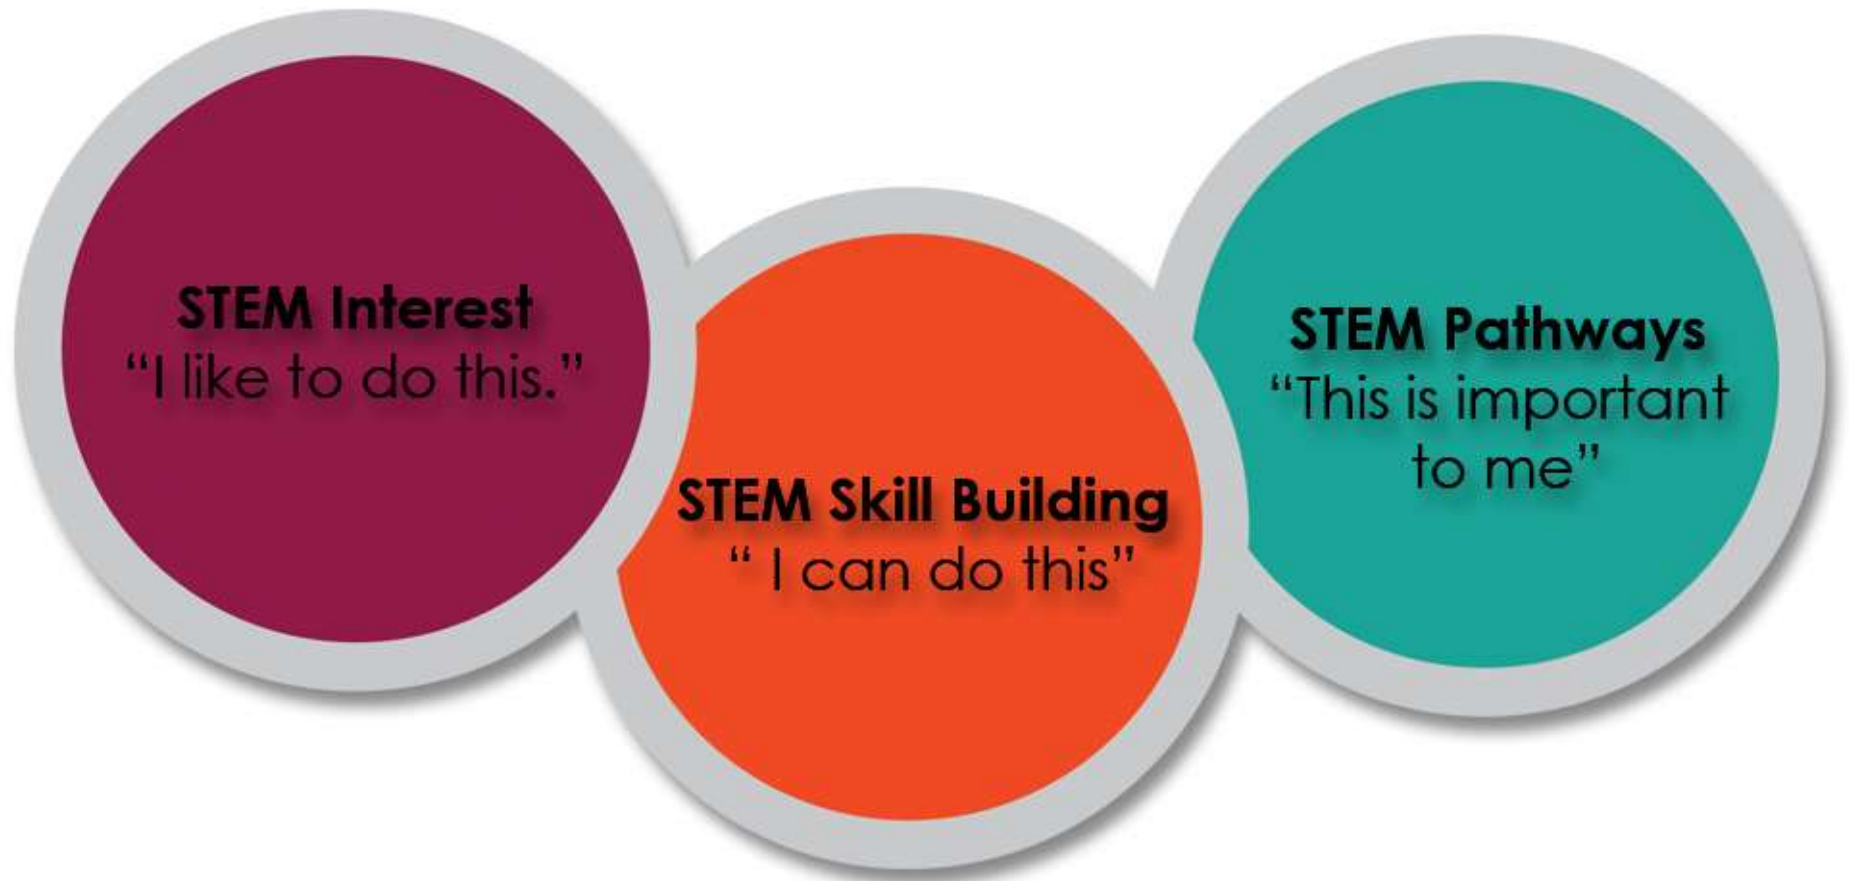 STEM Interest
“I like to do this.”
STEM Skill Building
“ I can do this”
STEM Pathways
“This is important
to me”